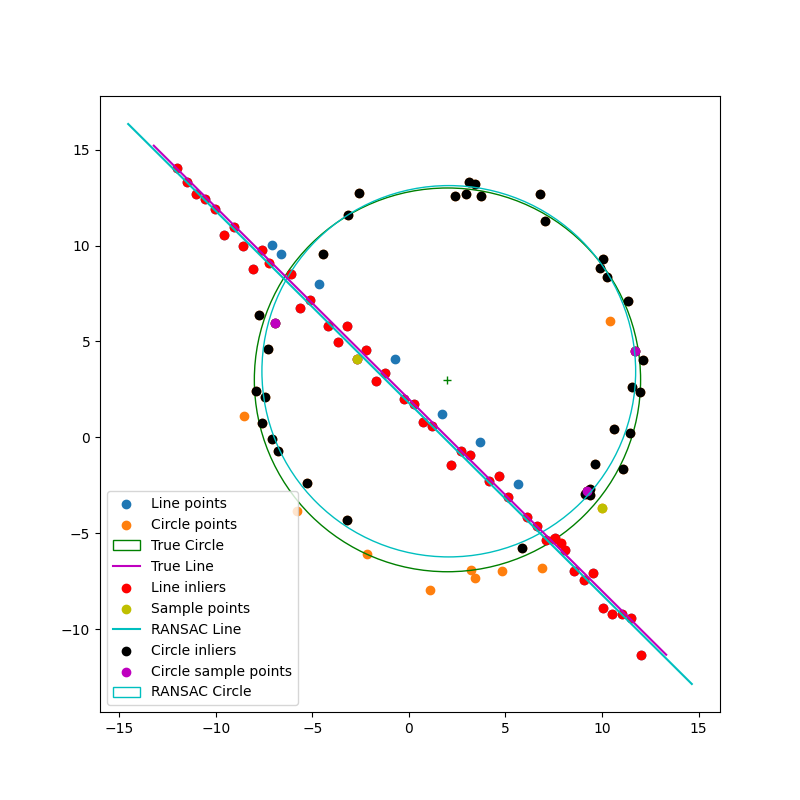 15
10
5
0
−5
−10
−15
−10
−5
0
5
10
15
Line points
Circle points
True Circle
True Line
Line inliers
Sample points
RANSAC Line
Circle inliers
Circle sample points
RANSAC Circle